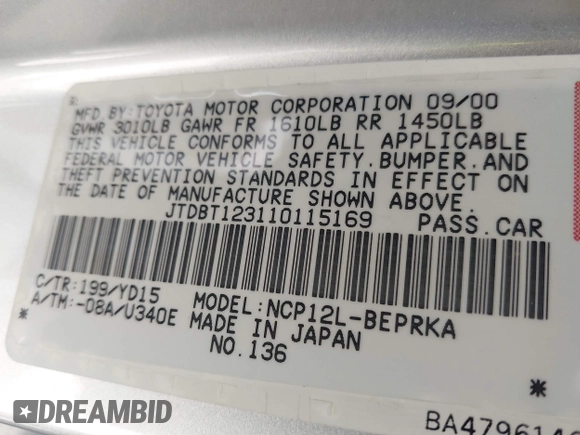 MFD.BY:TOYOTA MOTOR CORPORATION 09/00
GVWR 3010LB GAWR FR 1610LB RR 1450LB
THIS VEHICLE CONFORMS TO ALL APPLICABLE
FEDERAL MOTOR VEHICLE SAFETY,BUMPER,AND
THEFT PREVENTION STANDARDS IN EFFECT ON
THE DATE OF MANUFACTURE SHOWN ABOVE.
JTDBT123110115169 PASS.CAR
C/TR:199/YD15 MODEL:NCP12L-BEPRKA
A/TM:-08A/U340E MADE IN JAPAN
NO.136
DREAMBID